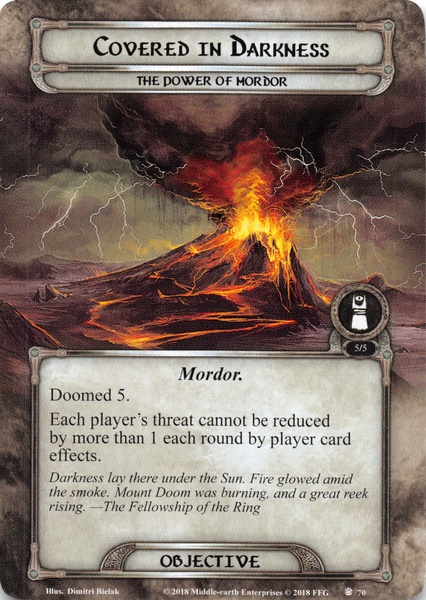 COVERED IN DARKNESS
THE POWER OF MORDOR
5/5
Mordor.
Doomed 5.
Each player's threat cannot be reduced
by more than 1 each round by player card
effects.
Darkness lay there under the Sun. Fire glowed amid
the smoke. Mount Doom was burning, and a great reek
rising. —The Fellowship of the Ring
OBJECTIVE
Illus. Dimitri Bielak
© 2018 Middle-earth Enterprises © 2018 FFG
70